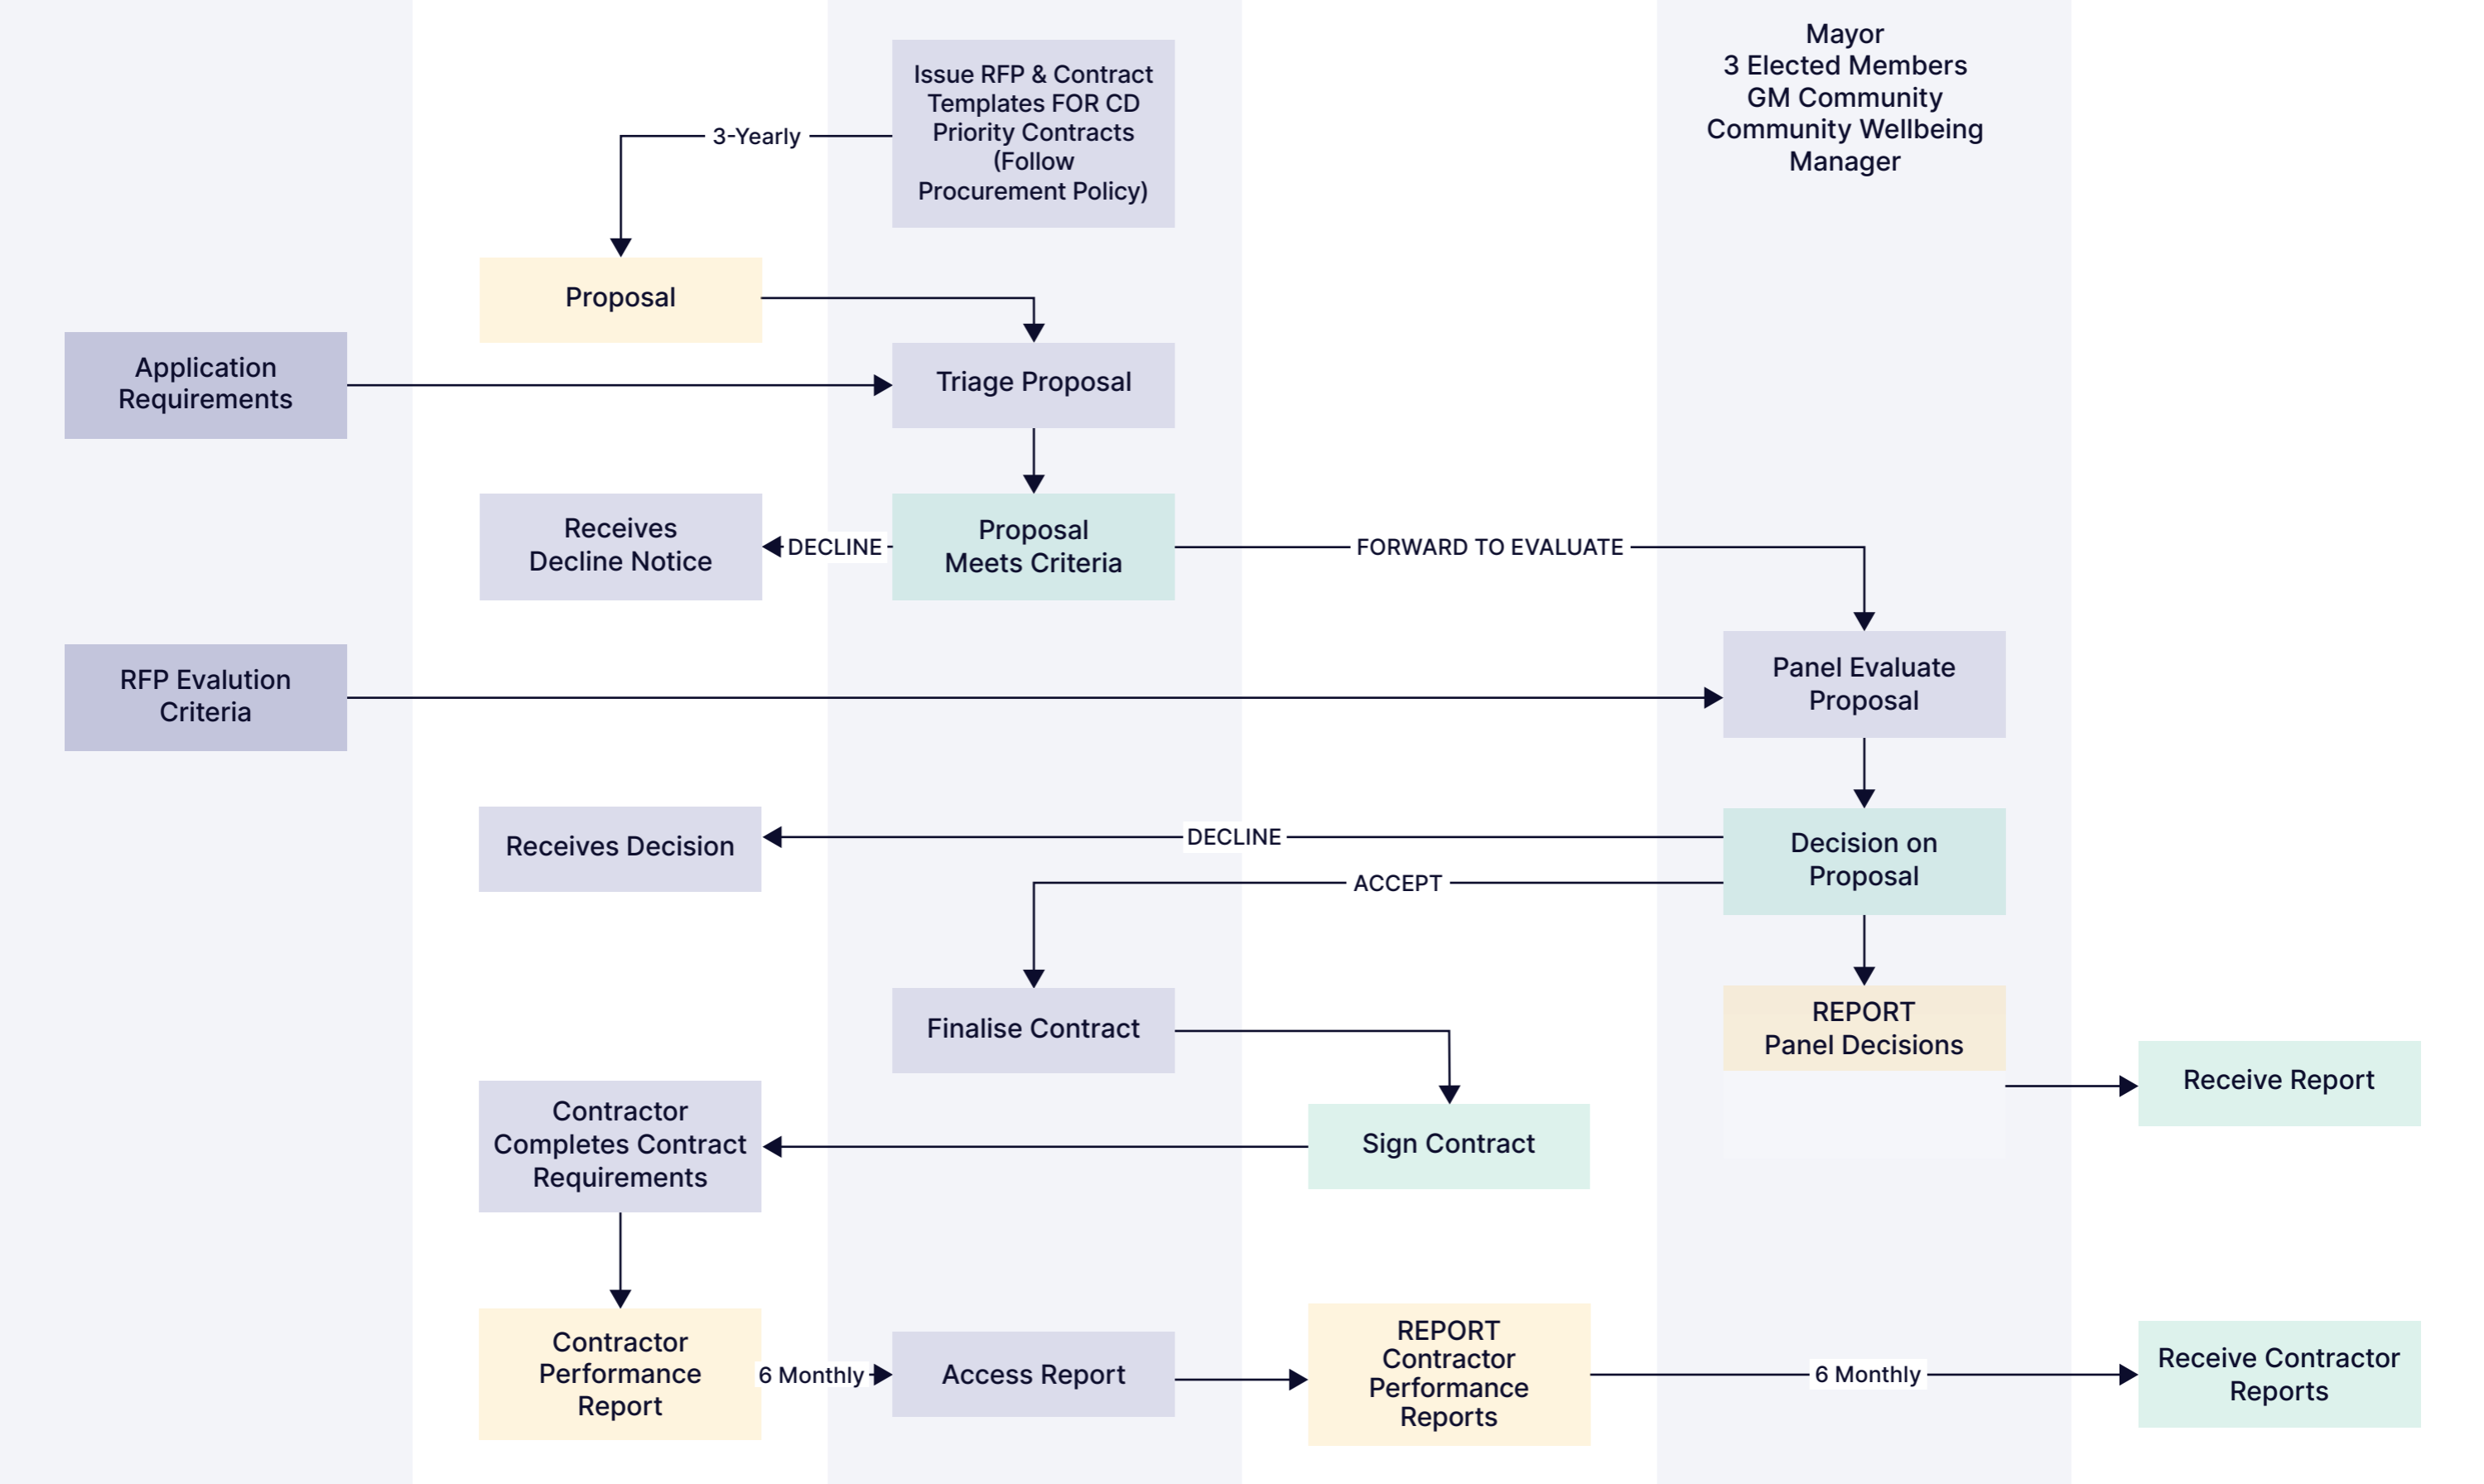 Mayor
3 Elected Members
GM Community
Community Wellbeing
Manager
Issue RFP & Contract
Templates FOR CD
Priority Contracts
(Follow
Procurement Policy)
3-Yearly
Proposal
Application
Requirements
Triage Proposal
Receives
Decline Notice
DECLINE
Proposal
Meets Criteria
FORWARD TO EVALUATE
RFP Evalution
Criteria
Panel Evaluate
Proposal
Receives Decision
DECLINE
Decision on
Proposal
ACCEPT
Finalise Contract
REPORT
Panel Decisions
Receive Report
Contractor
Completes Contract
Requirements
Sign Contract
Contractor
Performance
Report
6 Monthly
Access Report
REPORT
Contractor
Performance
Reports
6 Monthly
Receive Contractor
Reports